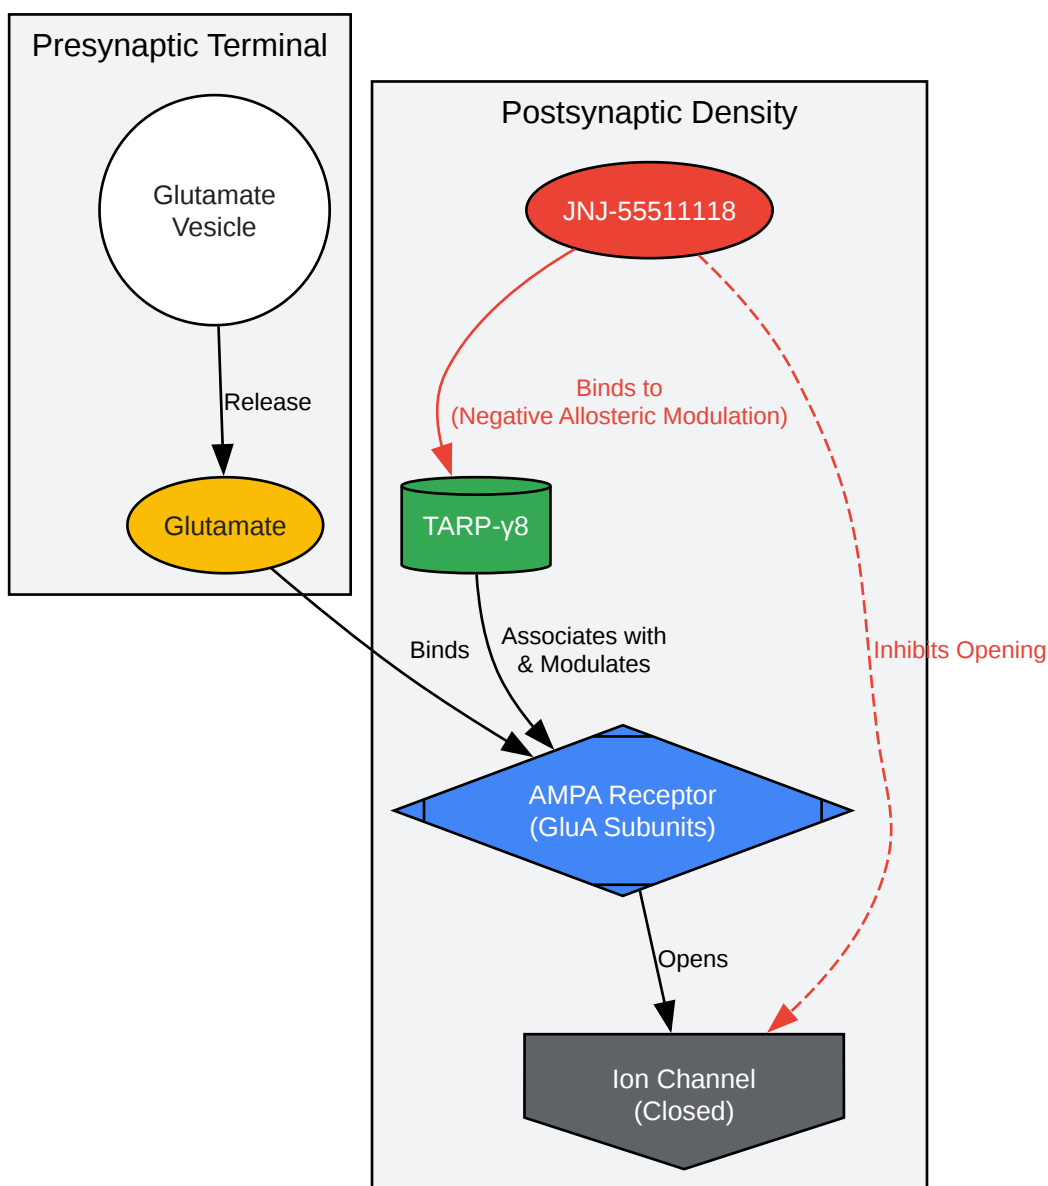 Presynaptic Terminal
Postsynaptic Density
Glutamate
Vesicle
JNJ-55511118
Release
Binds to
(Negative Allosteric Modulation)
Glutamate
TARP-γ8
Binds
Associates with
& Modulates
Inhibits Opening
AMPA Receptor
(GluA Subunits)
Opens
Ion Channel
(Closed)